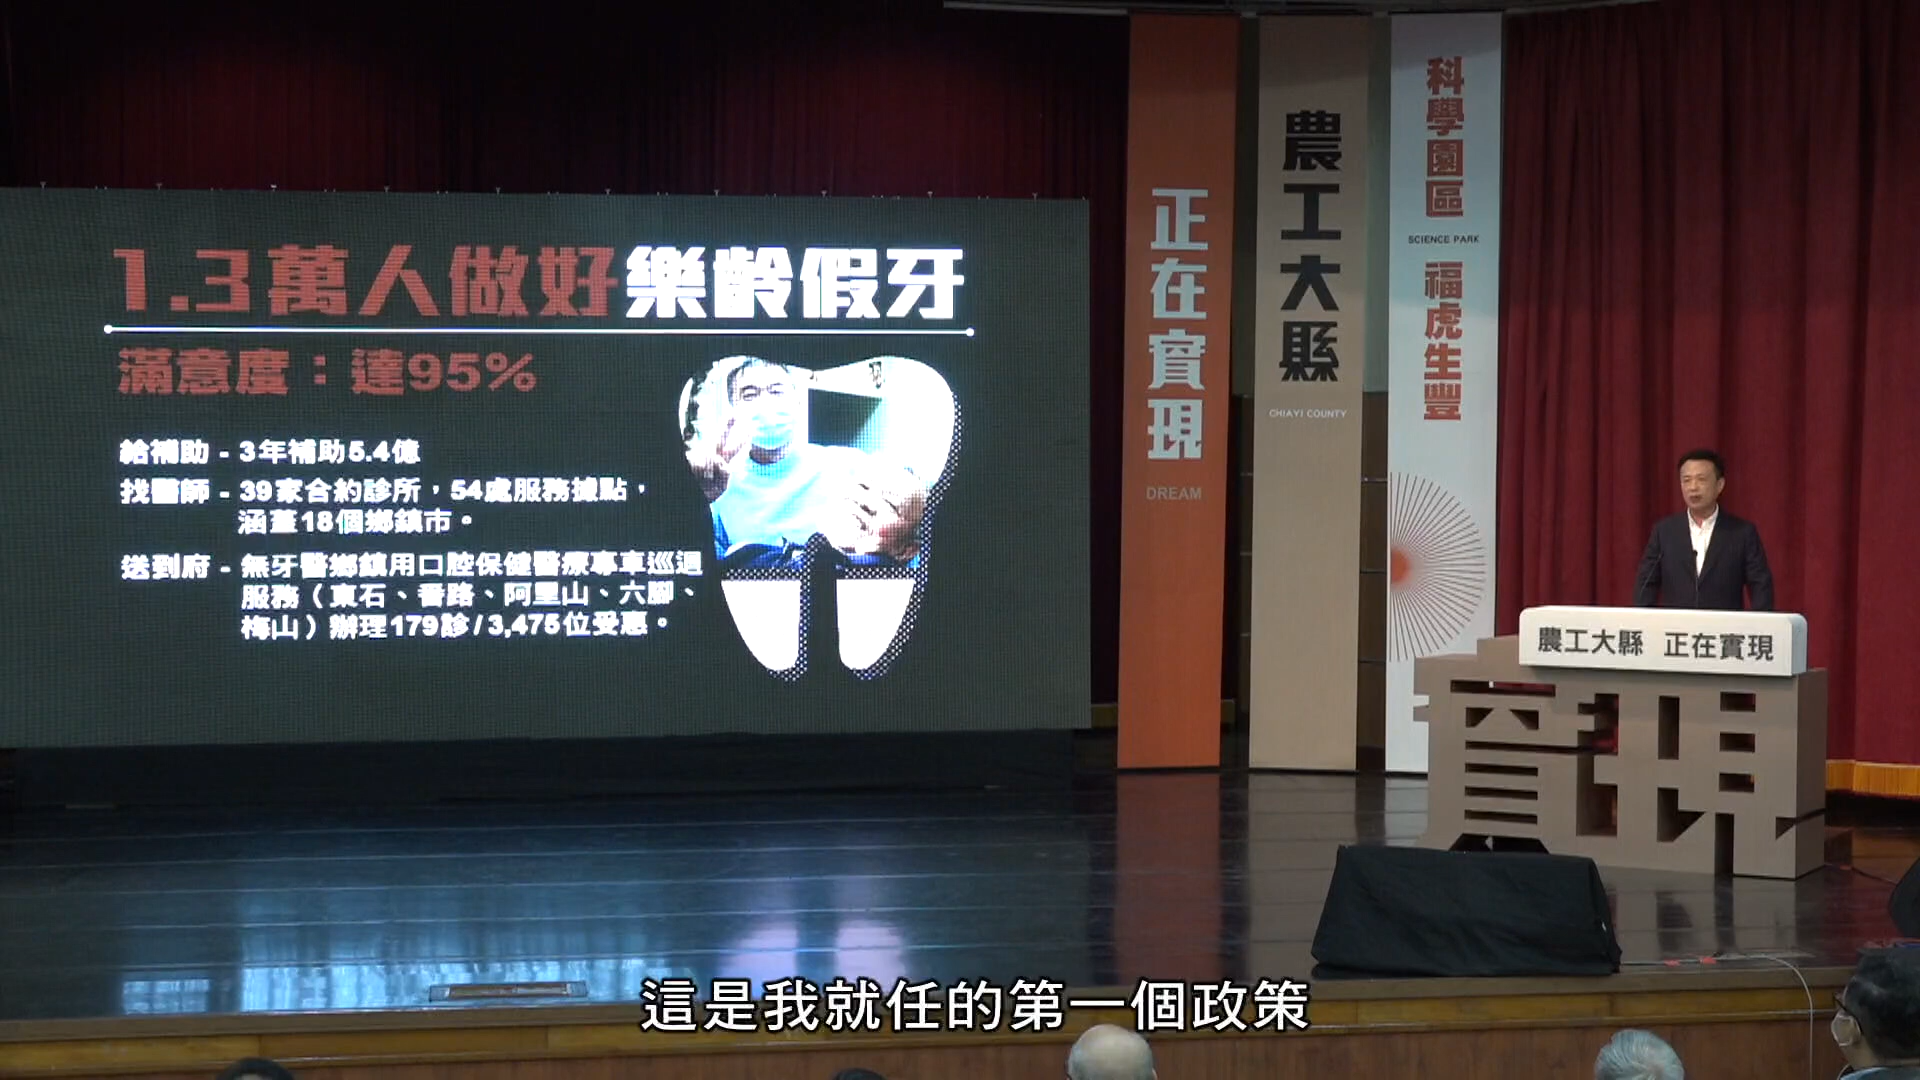 1.3萬人做好樂齡假牙
滿意度：達95%
給補助 - 3年補助5.4億
找醫師 - 39家合約診所，54處服務據點，
涵蓋18個鄉鎮市。
送到府 - 無牙醫鄉鎮用口腔保健醫療專車巡迴
服務（東石、番路、阿里山、六腳、
梅山）辦理179診/3,475位受惠。
正在實現
DREAM
農工大縣
CHIAYI COUNTY
科學園區
SCIENCE PARK
福虎生豐
農工大縣 正在實現
實現
這是我就任的第一個政策